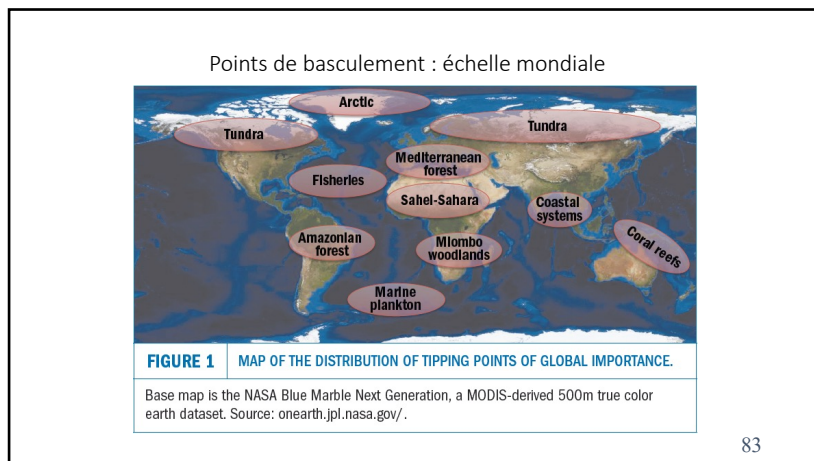 Points de basculement : échelle mondiale
Arctic
Tundra
Tundra
Mediterranean
forest
Fisheries
Sahel-Sahara
Coastal
systems
Amazonian
forest
Miombo
woodlands
Coral reefs
Marine
plankton
FIGURE 1 MAP OF THE DISTRIBUTION OF TIPPING POINTS OF GLOBAL IMPORTANCE.
Base map is the NASA Blue Marble Next Generation, a MODIS-derived 500m true color
earth dataset. Source: onearth.jpl.nasa.gov/.
83